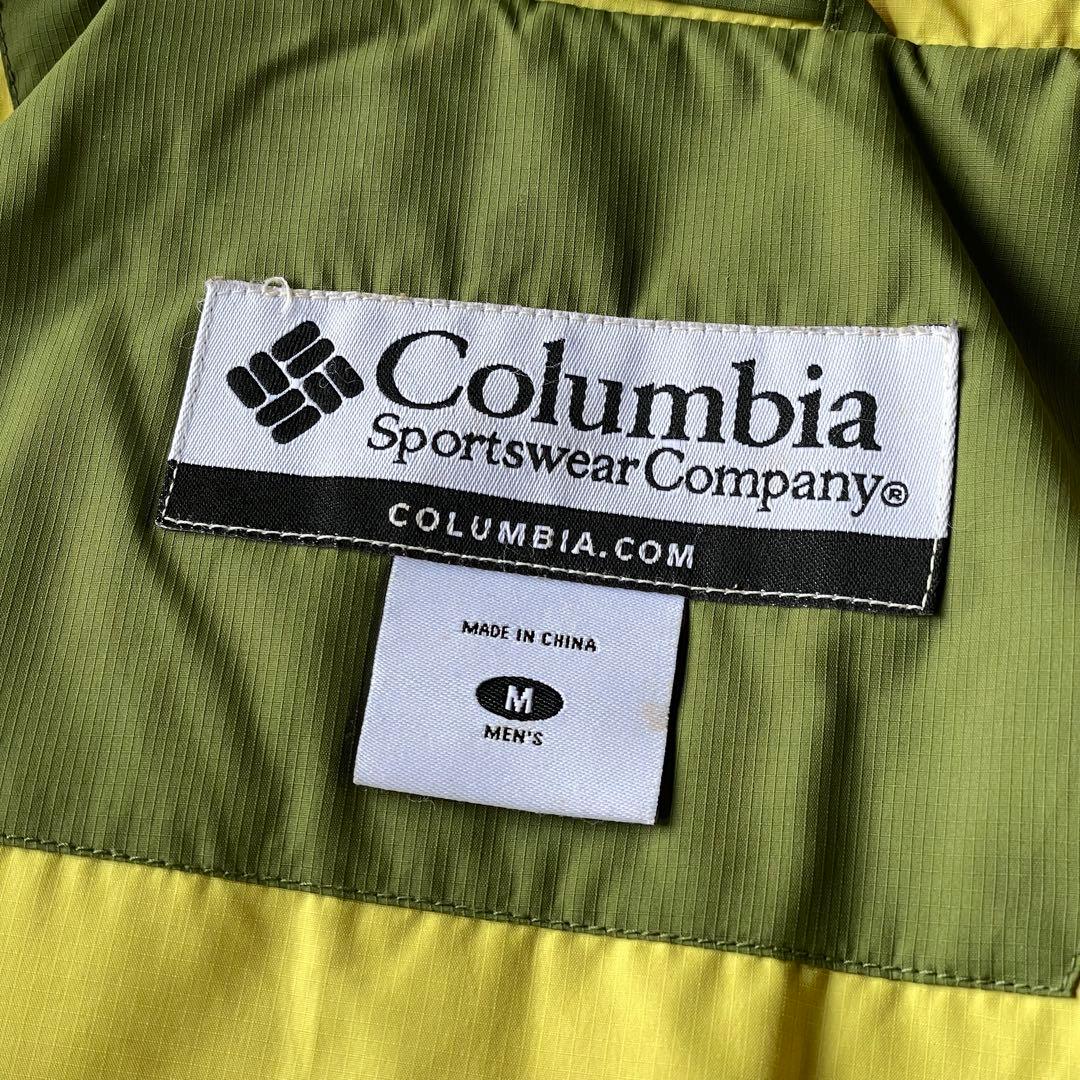 Columbia
Sportswear Company®
COLUMBIA.COM
MADE IN CHINA
M
MEN'S